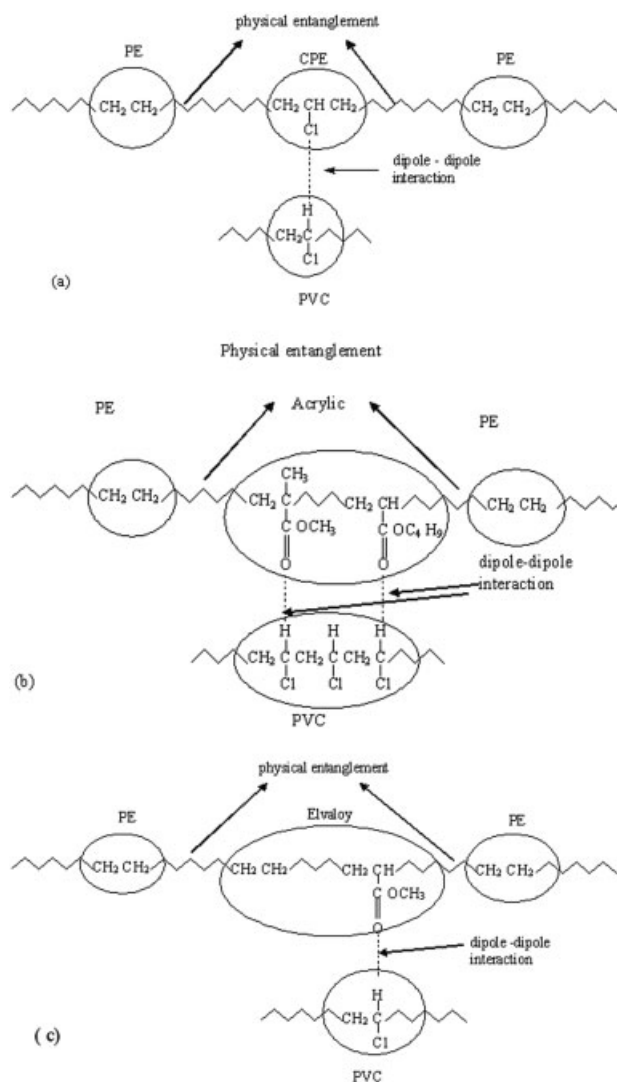 physical entanglement
PE CPE PE
CH₂ CH₂ CH₂ CH CH₂ CH₂ CH₂
Cl
dipole - dipole
interaction
H
CH₂C
Cl
(a)
PVC
Physical entanglement
PE Acrylic PE
CH₃
CH₂ CH₂ CH₂ C CH₂ CH CH₂ CH₂
C OCH₃ C OC₄ H₉
O O
dipole-dipole
interaction
H H H
CH₂ C CH₂ C CH₂ C
Cl Cl Cl
(b)
PVC
physical entanglement
PE Elvaloy PE
CH₂ CH₂ CH₂ CH₂ CH₂ CH CH₂ CH₂
C OCH₃
O
dipole -dipole
interaction
H
CH₂ C
Cl
( c)
PVC